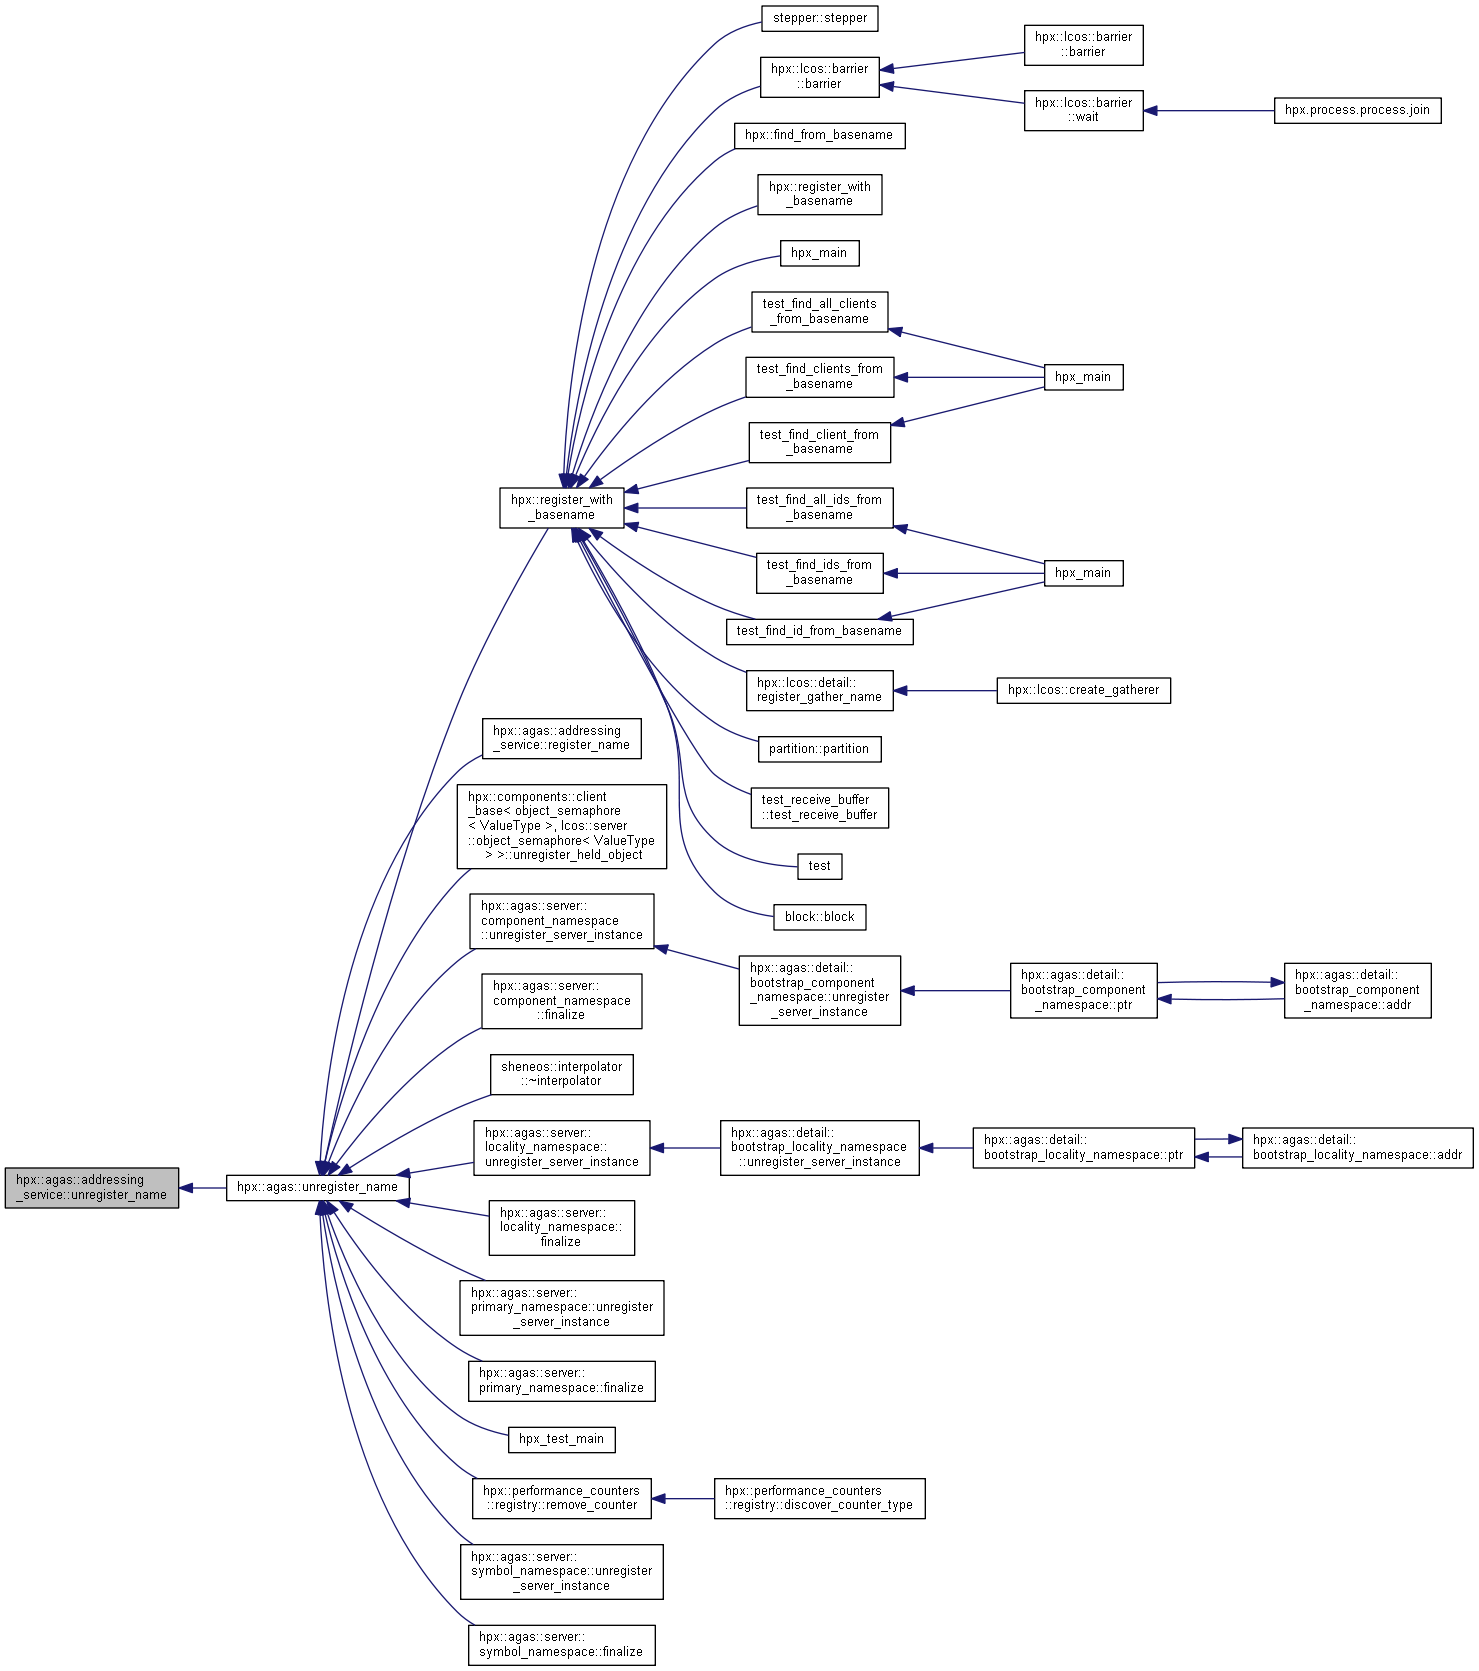 stepper::stepper
hpx::lcos::barrier
::barrier
hpx::lcos::barrier
::barrier
hpx::lcos::barrier
::wait
hpx.process.process.join
hpx::find_from_basename
hpx::register_with
_basename
hpx_main
test_find_all_clients
_from_basename
test_find_clients_from
_basename
hpx_main
test_find_client_from
_basename
hpx::register_with
_basename
test_find_all_ids_from
_basename
test_find_ids_from
_basename
hpx_main
test_find_id_from_basename
hpx::lcos::detail::
register_gather_name
hpx::lcos::create_gatherer
hpx::agas::addressing
_service::register_name
partition::partition
hpx::components::client
_base< object_semaphore
< ValueType >, lcos::server
::object_semaphore< ValueType
> >::unregister_held_object
test_receive_buffer
::test_receive_buffer
test
block::block
hpx::agas::server::
component_namespace
::unregister_server_instance
hpx::agas::detail::
bootstrap_component
_namespace::unregister
_server_instance
hpx::agas::detail::
bootstrap_component
_namespace::ptr
hpx::agas::detail::
bootstrap_component
_namespace::addr
hpx::agas::server::
component_namespace
::finalize
sheneos::interpolator
::~interpolator
hpx::agas::server::
locality_namespace::
unregister_server_instance
hpx::agas::detail::
bootstrap_locality_namespace
::unregister_server_instance
hpx::agas::detail::
bootstrap_locality_namespace::ptr
hpx::agas::detail::
bootstrap_locality_namespace::addr
hpx::agas::addressing
_service::unregister_name
hpx::agas::unregister_name
hpx::agas::server::
locality_namespace::
finalize
hpx::agas::server::
primary_namespace::unregister
_server_instance
hpx::agas::server::
primary_namespace::finalize
hpx_test_main
hpx::performance_counters
::registry::remove_counter
hpx::performance_counters
::registry::discover_counter_type
hpx::agas::server::
symbol_namespace::unregister
_server_instance
hpx::agas::server::
symbol_namespace::finalize